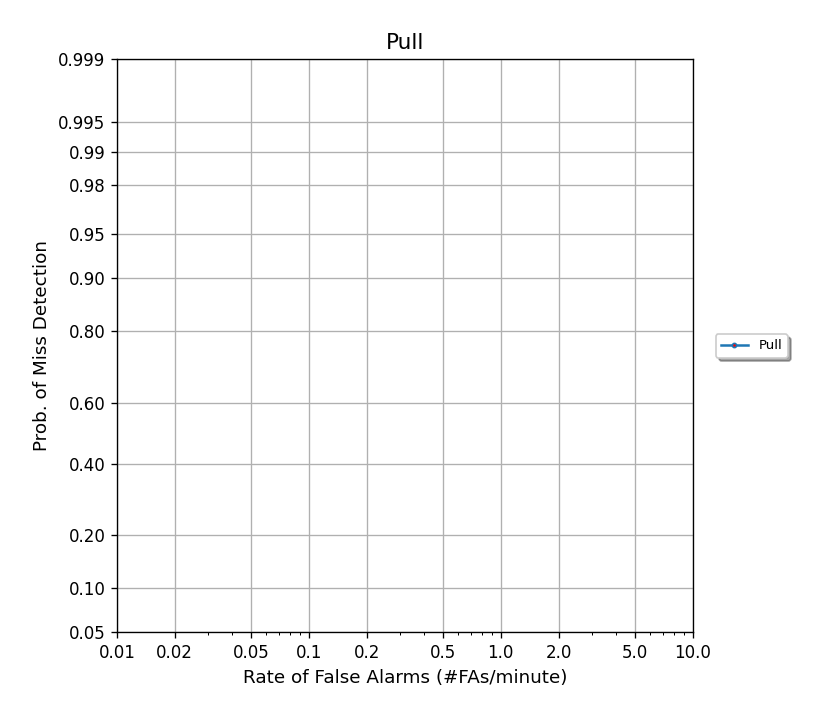 Pull
0.999
0.995
0.99
0.98
0.95
0.90
0.80
0.60
0.40
0.20
0.10
0.05
Prob. of Miss Detection
Pull
0.01 0.02 0.05 0.1 0.2 0.5 1.0 2.0 5.0 10.0
Rate of False Alarms (#FAs/minute)